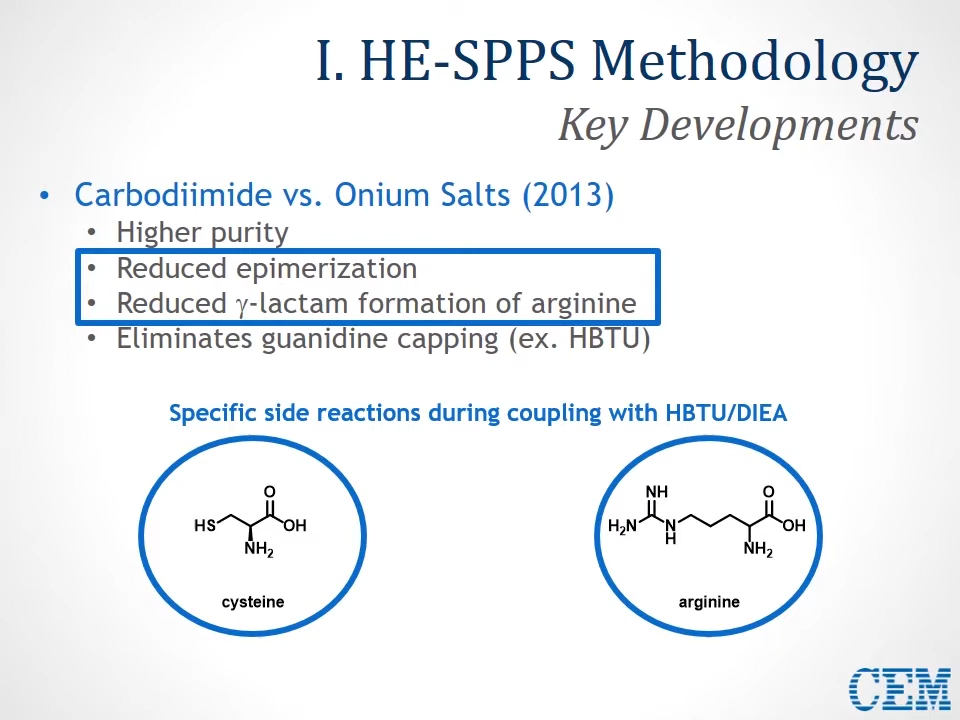 I. HE-SPPS Methodology
Key Developments
• Carbodiimide vs. Onium Salts (2013)
• Higher purity
• Reduced epimerization
• Reduced γ-lactam formation of arginine
• Eliminates guanidine capping (ex. HBTU)
Specific side reactions during coupling with HBTU/DIEA
O
HS
OH
NH₂
cysteine
NH
O
H₂N
N
H
OH
NH₂
arginine
CEM